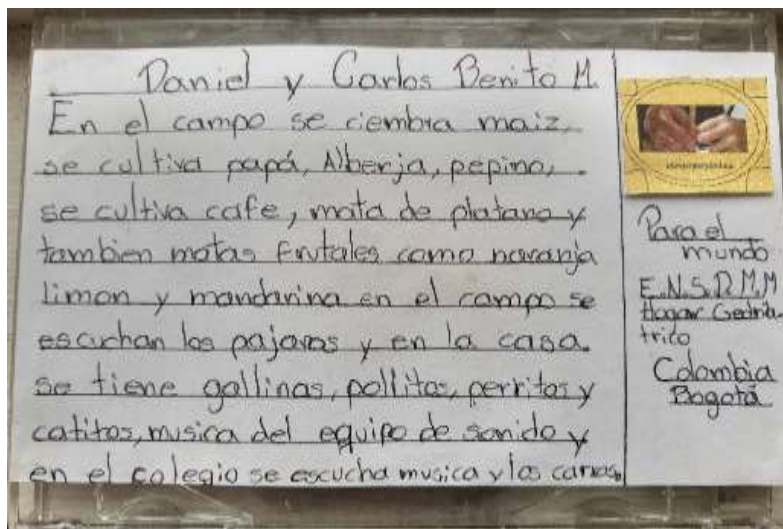 Daniel y Carlos Benito M.
En el campo se ciembra maiz,
se cultiva papá, Alberja, pepino,
se cultiva cafe, mata de platano y
tambien matas frutales como naranja
limon y mandarina en el campo se
escuchan los pajaros y en la casa
se tiene gallinas, pollitos, perritos y
catitos, musica del equipo de sonido y
en el colegio se escucha musica y los carros
Para el
mundo
E.N.S.D.M.M
Hogar Geriátrico
Colombia
Bogotá